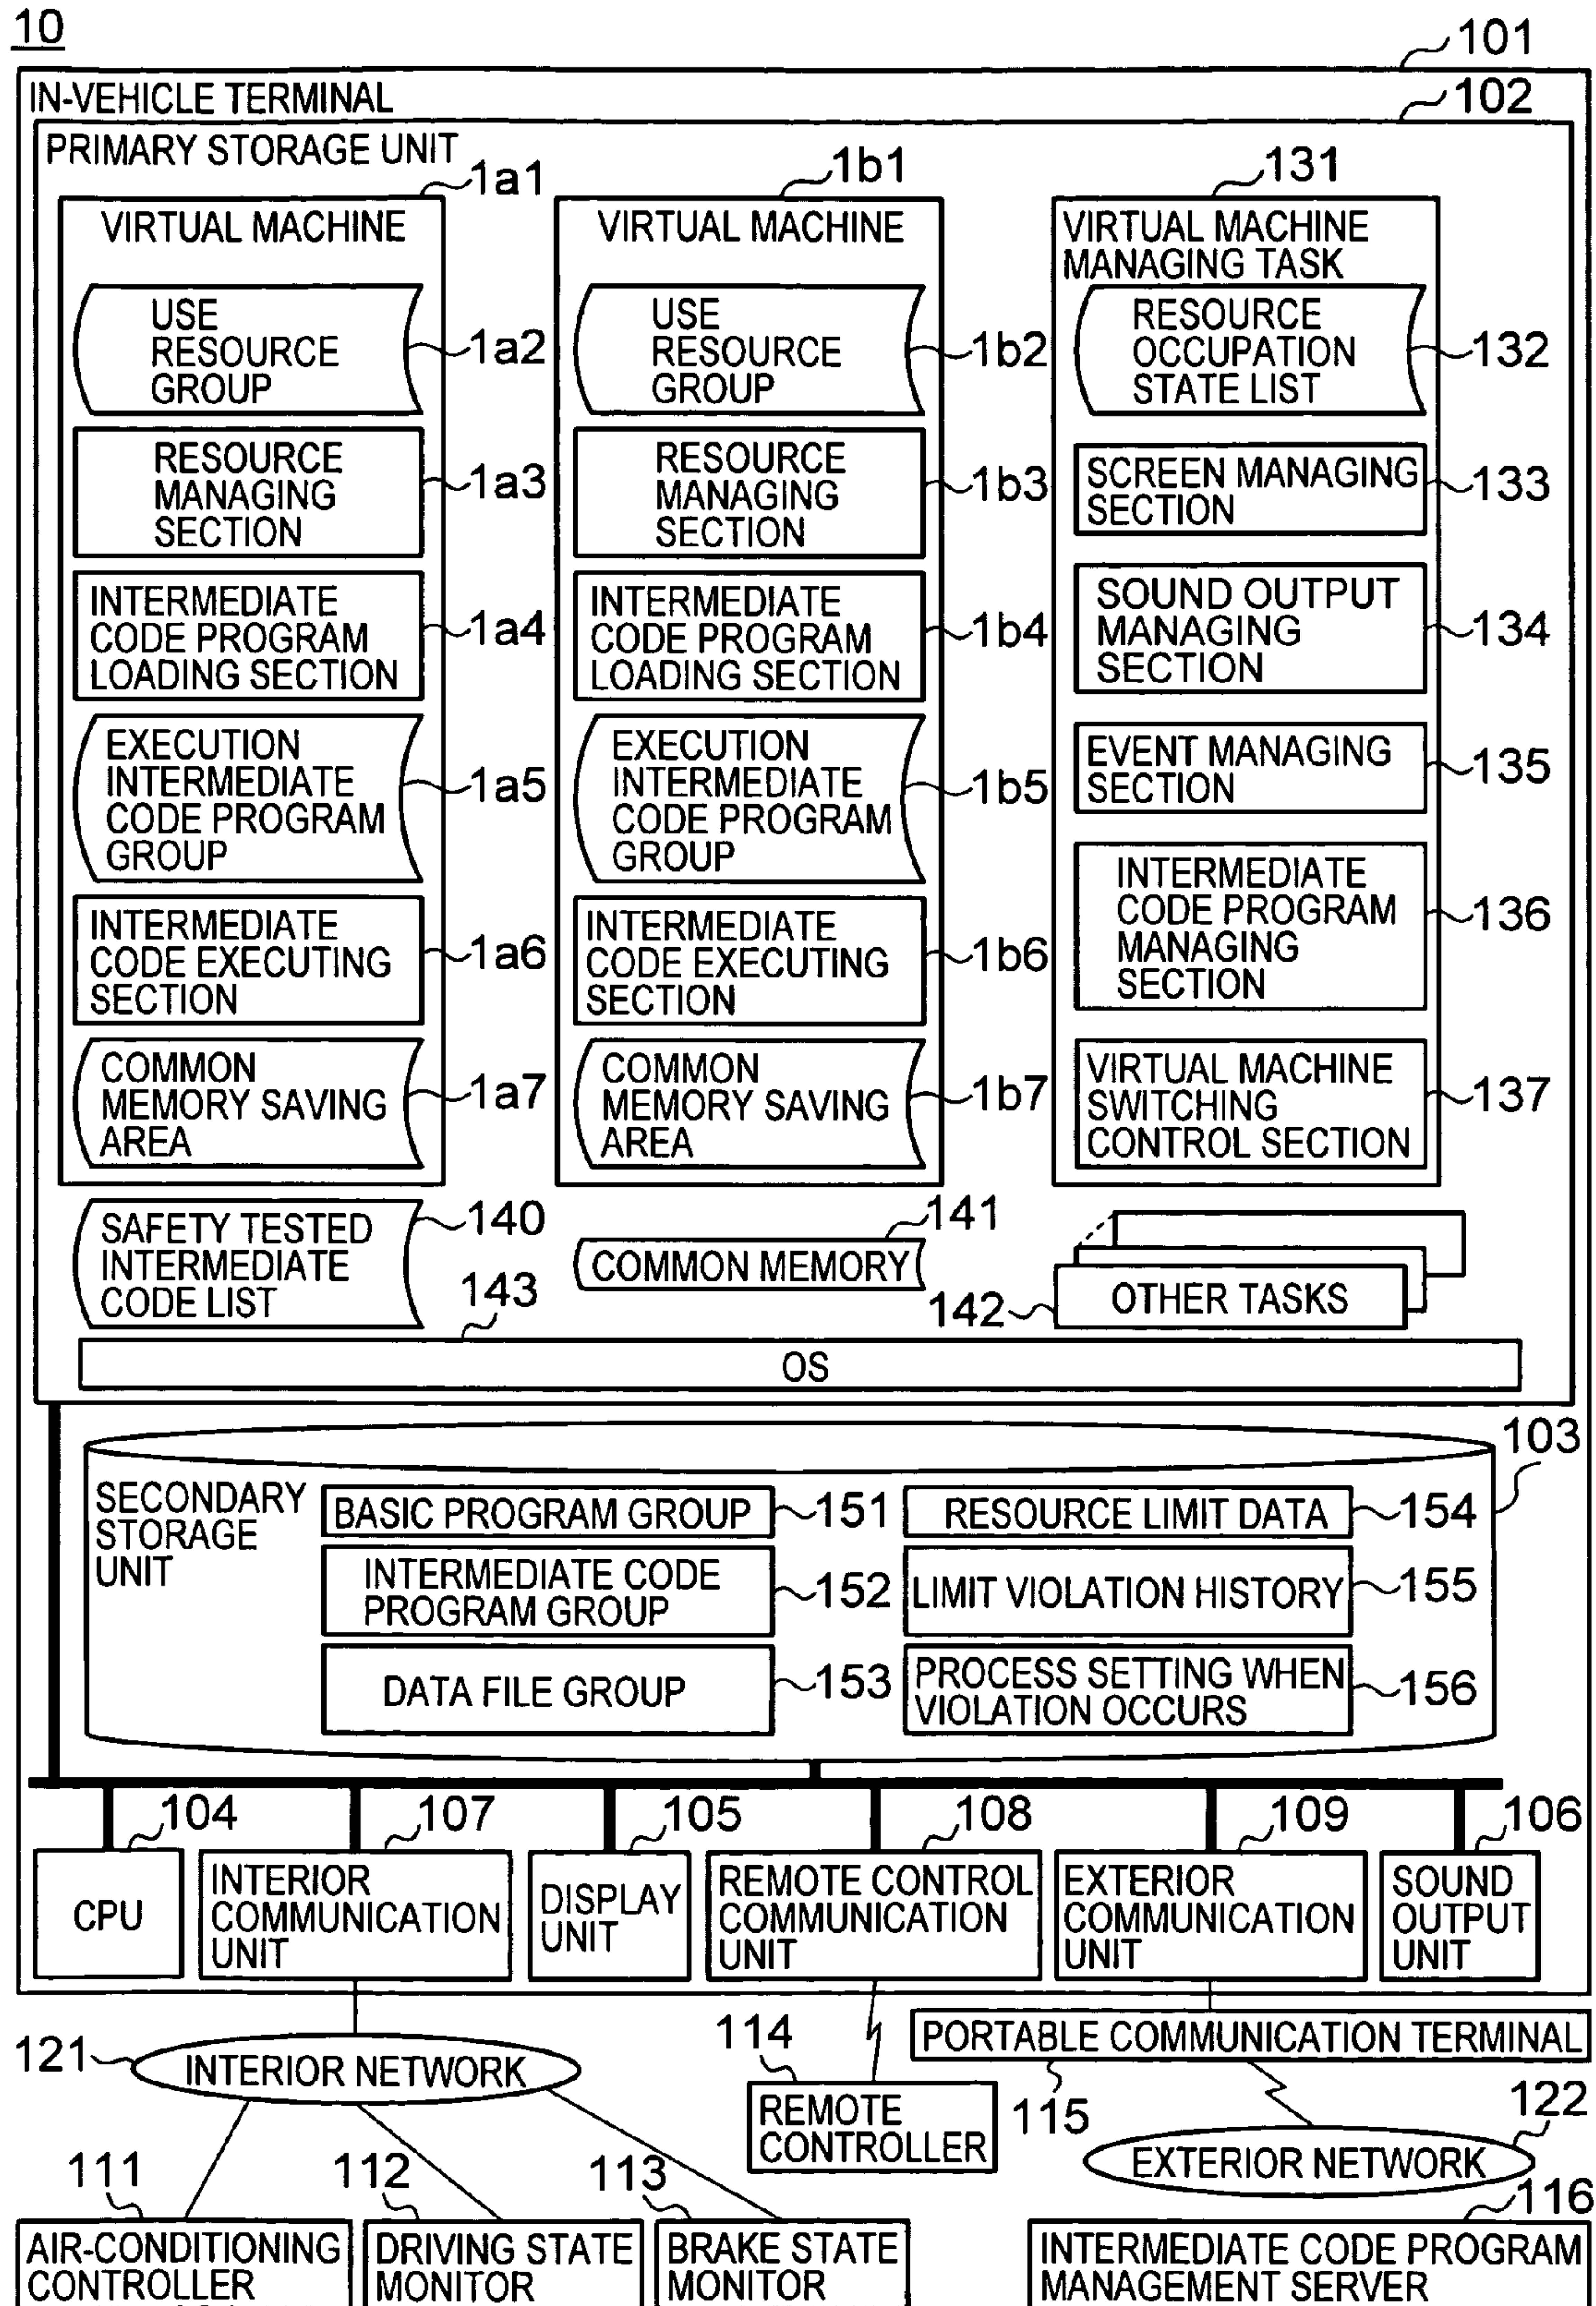 10
101
IN-VEHICLE TERMINAL
102
PRIMARY STORAGE UNIT
1a1
VIRTUAL MACHINE
USE
RESOURCE
GROUP
1a2
RESOURCE
MANAGING
SECTION
1a3
INTERMEDIATE
CODE PROGRAM
LOADING SECTION
1a4
EXECUTION
INTERMEDIATE
CODE PROGRAM
GROUP
1a5
INTERMEDIATE
CODE EXECUTING
SECTION
1a6
COMMON
MEMORY SAVING
AREA
1a7
1b1
VIRTUAL MACHINE
USE
RESOURCE
GROUP
1b2
RESOURCE
MANAGING
SECTION
1b3
INTERMEDIATE
CODE PROGRAM
LOADING SECTION
1b4
EXECUTION
INTERMEDIATE
CODE PROGRAM
GROUP
1b5
INTERMEDIATE
CODE EXECUTING
SECTION
1b6
COMMON
MEMORY SAVING
AREA
1b7
131
VIRTUAL MACHINE
MANAGING TASK
RESOURCE
OCCUPATION
STATE LIST
132
SCREEN MANAGING
SECTION
133
SOUND OUTPUT
MANAGING
SECTION
134
EVENT MANAGING
SECTION
135
INTERMEDIATE
CODE PROGRAM
MANAGING
SECTION
136
VIRTUAL MACHINE
SWITCHING
CONTROL SECTION
137
SAFETY TESTED
INTERMEDIATE
CODE LIST
140
141
COMMON MEMORY
142
OTHER TASKS
143
OS
103
SECONDARY
STORAGE
UNIT
BASIC PROGRAM GROUP
151
INTERMEDIATE CODE
PROGRAM GROUP
152
DATA FILE GROUP
153
RESOURCE LIMIT DATA
154
LIMIT VIOLATION HISTORY
155
PROCESS SETTING WHEN
VIOLATION OCCURS
156
104
CPU
107
INTERIOR
COMMUNICATION
UNIT
105
DISPLAY
UNIT
108
REMOTE CONTROL
COMMUNICATION
UNIT
109
EXTERIOR
COMMUNICATION
UNIT
106
SOUND
OUTPUT
UNIT
121
INTERIOR NETWORK
114
REMOTE
CONTROLLER
PORTABLE COMMUNICATION TERMINAL
115
122
EXTERIOR NETWORK
111
AIR-CONDITIONING
CONTROLLER
112
DRIVING STATE
MONITOR
113
BRAKE STATE
MONITOR
116
INTERMEDIATE CODE PROGRAM
MANAGEMENT SERVER